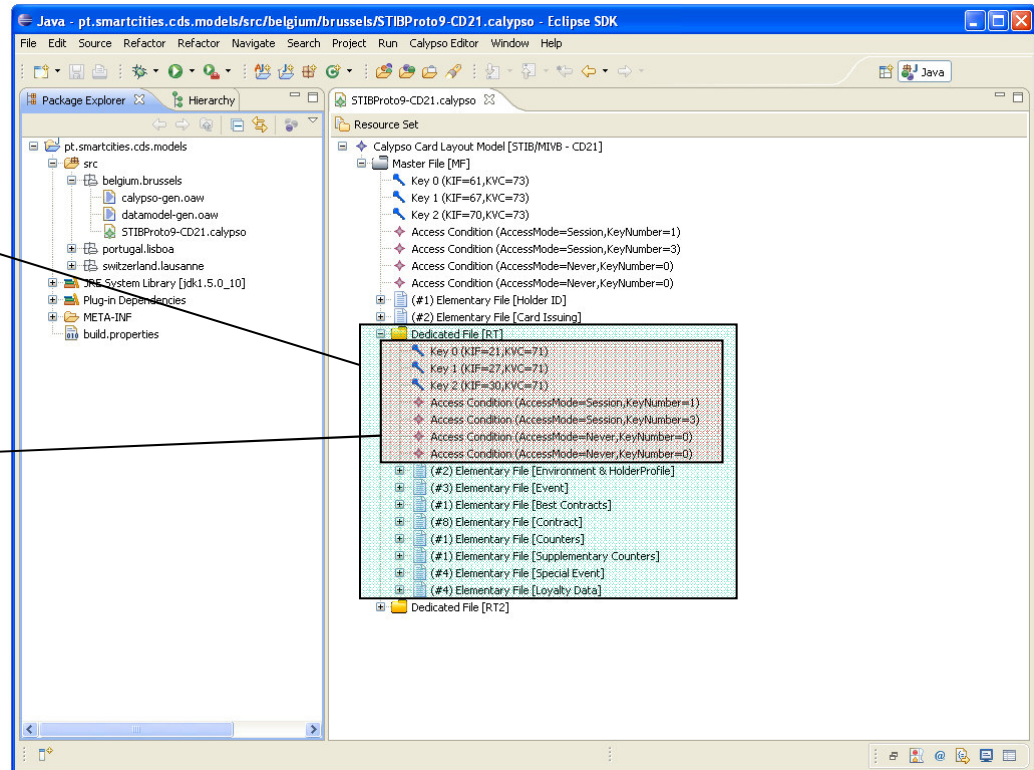 Java - pt.smartcities.cds.models/src/belgium/brussels/STIBProto9-CD21.calypso - Eclipse SDK
File Edit Source Refactor Refactor Navigate Search Project Run Calypso Editor Window Help
Java
Package Explorer
Hierarchy
STIBProto9-CD21.calypso
Resource Set
pt.smartcities.cds.models
src
belgium.brussels
calypso-gen.oaw
datamodel-gen.oaw
STIBProto9-CD21.calypso
portugal.lisboa
switzerland.lausanne
JRE System Library [jdk1.5.0_10]
Plug-in Dependencies
META-INF
build.properties
Calypso Card Layout Model [STIB/MIVB - CD21]
Master File [MF]
Key 0 (KIF=61,KVC=73)
Key 1 (KIF=67,KVC=73)
Key 2 (KIF=70,KVC=73)
Access Condition (AccessMode=Session,KeyNumber=1)
Access Condition (AccessMode=Session,KeyNumber=3)
Access Condition (AccessMode=Never,KeyNumber=0)
Access Condition (AccessMode=Never,KeyNumber=0)
(#1) Elementary File [Holder ID]
(#2) Elementary File [Card Issuing]
Dedicated File [RT]
Key 0 (KIF=21,KVC=71)
Key 1 (KIF=27,KVC=71)
Key 2 (KIF=30,KVC=71)
Access Condition (AccessMode=Session,KeyNumber=1)
Access Condition (AccessMode=Session,KeyNumber=3)
Access Condition (AccessMode=Never,KeyNumber=0)
Access Condition (AccessMode=Never,KeyNumber=0)
(#2) Elementary File [Environment & HolderProfile]
(#3) Elementary File [Event]
(#1) Elementary File [Best Contracts]
(#8) Elementary File [Contract]
(#1) Elementary File [Counters]
(#1) Elementary File [Supplementary Counters]
(#4) Elementary File [Special Event]
(#4) Elementary File [Loyalty Data]
Dedicated File [RT2]